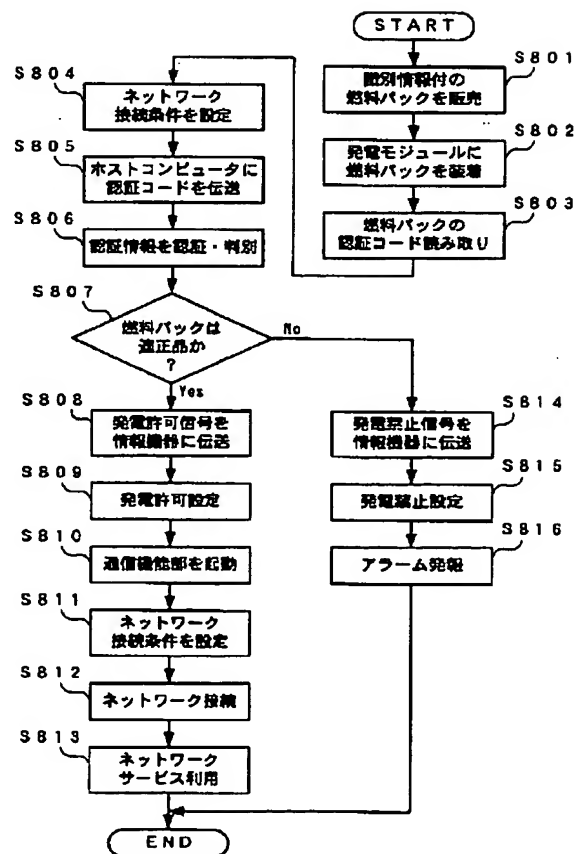 START
S801
識別情報付の
燃料パックを販売
S802
発電モジュールに
燃料パックを装着
S803
燃料パックの
認証コード読み取り
S804
ネットワーク
接続条件を設定
S805
ホストコンピュータに
認証コードを伝送
S806
認証情報を認証・判別
S807
燃料パックは
適正品か
?
Yes
No
S808
発電許可信号を
情報機器に伝送
S809
発電許可設定
S810
通信機能部を起動
S811
ネットワーク
接続条件を設定
S812
ネットワーク接続
S813
ネットワーク
サービス利用
S814
発電禁止信号を
情報機器に伝送
S815
発電禁止設定
S816
アラーム発報
END